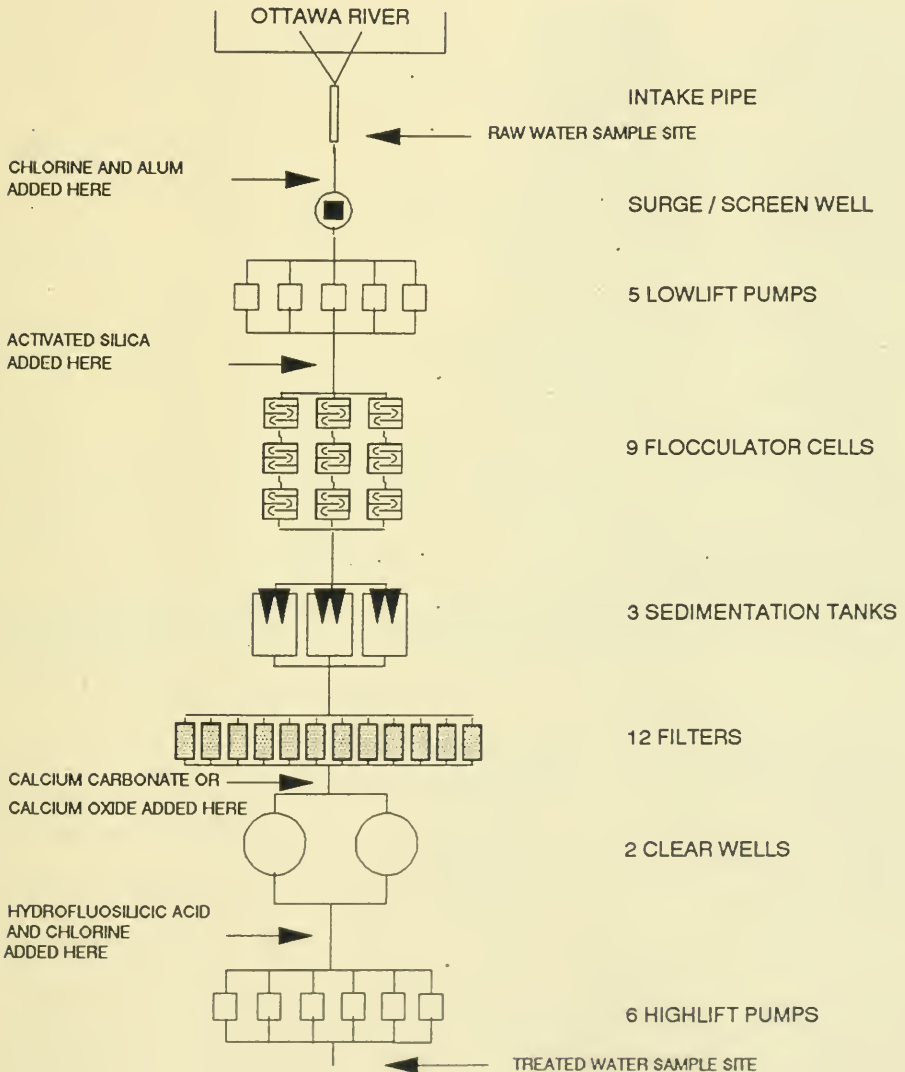 OTTAWA RIVER
INTAKE PIPE
RAW WATER SAMPLE SITE
CHLORINE AND ALUM
ADDED HERE
SURGE / SCREEN WELL
5 LOWLIFT PUMPS
ACTIVATED SILICA
ADDED HERE
9 FLOCCULATOR CELLS
3 SEDIMENTATION TANKS
12 FILTERS
CALCIUM CARBONATE OR
CALCIUM OXIDE ADDED HERE
2 CLEAR WELLS
HYDROFLUOSILICIC ACID
AND CHLORINE
ADDED HERE
6 HIGHLIFT PUMPS
TREATED WATER SAMPLE SITE